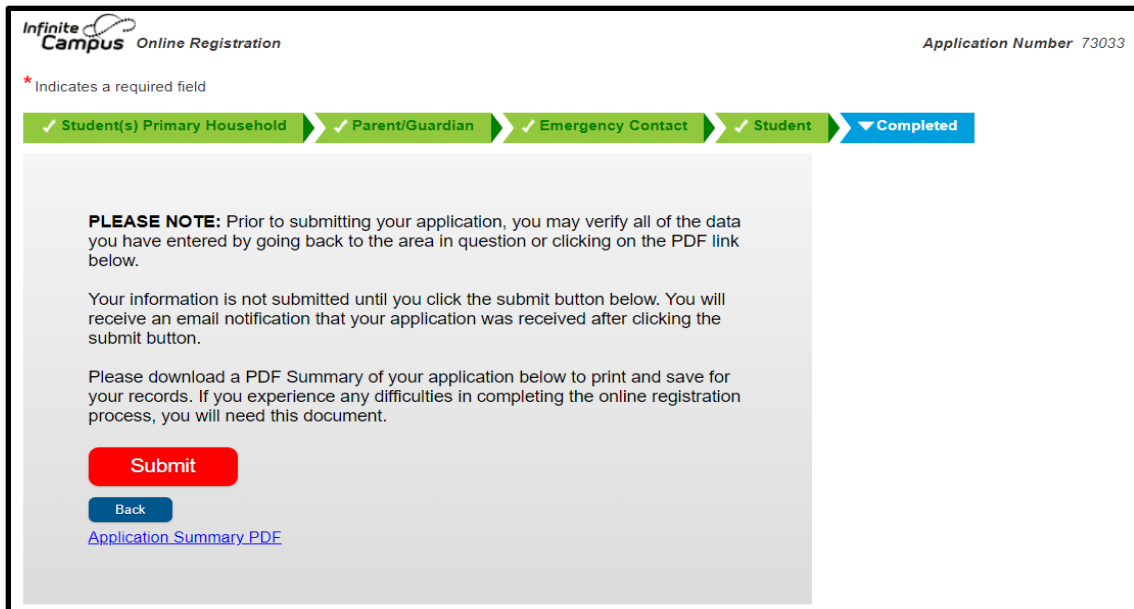 Infinite
Campus Online Registration
Application Number 73033
* Indicates a required field
✓ Student(s) Primary Household ✓ Parent/Guardian ✓ Emergency Contact ✓ Student ▼ Completed
PLEASE NOTE: Prior to submitting your application, you may verify all of the data
you have entered by going back to the area in question or clicking on the PDF link
below.
Your information is not submitted until you click the submit button below. You will
receive an email notification that your application was received after clicking the
submit button.
Please download a PDF Summary of your application below to print and save for
your records. If you experience any difficulties in completing the online registration
process, you will need this document.
Submit
Back
Application Summary PDF